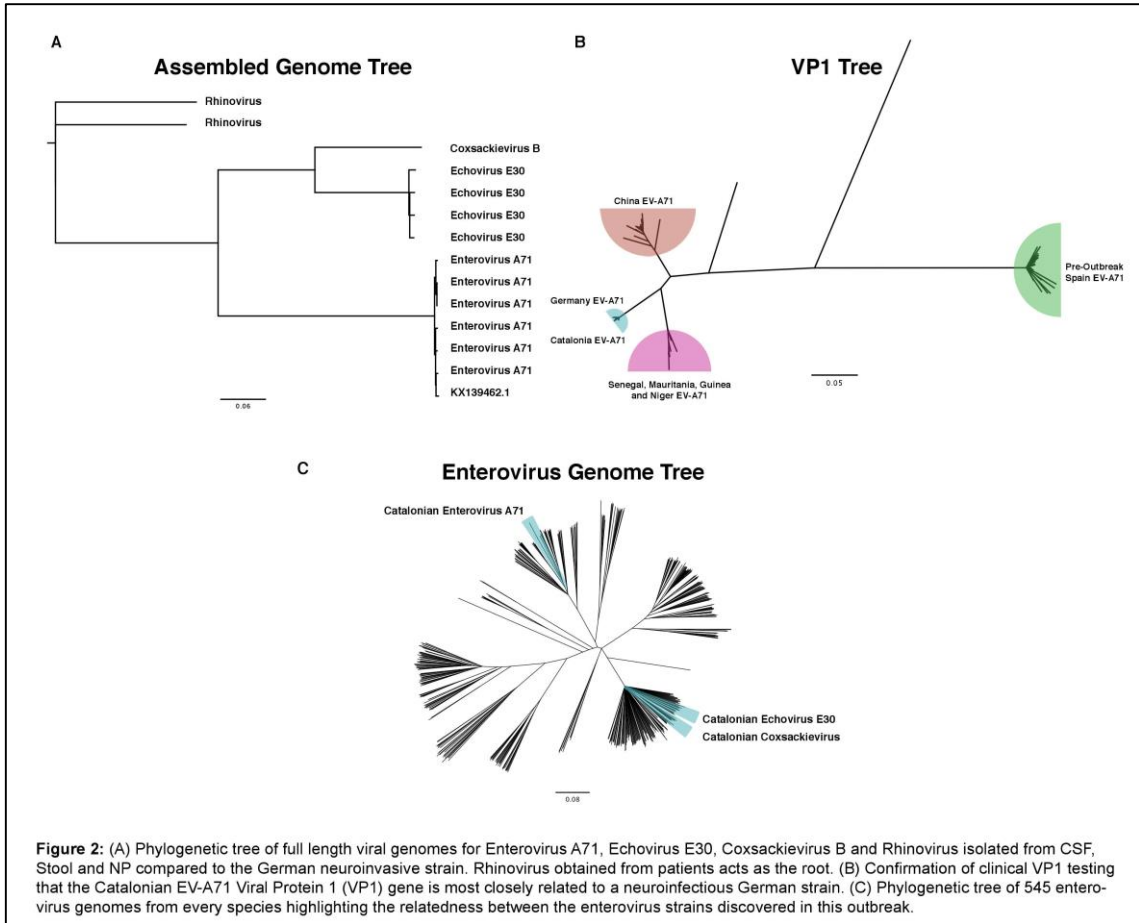 A
Assembled Genome Tree
Rhinovirus
Rhinovirus
Coxsackievirus B
Echovirus E30
Echovirus E30
Echovirus E30
Echovirus E30
Enterovirus A71
Enterovirus A71
Enterovirus A71
Enterovirus A71
Enterovirus A71
Enterovirus A71
KX139462.1
0.06
B
VP1 Tree
China EV-A71
Germany EV-A71
Catalonia EV-A71
Senegal, Mauritania, Guinea
and Niger EV-A71
Pre-Outbreak
Spain EV-A71
0.05
C
Enterovirus Genome Tree
Catalonian Enterovirus A71
Catalonian Echovirus E30
Catalonian Coxsackievirus
0.08
Figure 2: (A) Phylogenetic tree of full length viral genomes for Enterovirus A71, Echovirus E30, Coxsackievirus B and Rhinovirus isolated from CSF,
Stool and NP compared to the German neuroinvasive strain. Rhinovirus obtained from patients acts as the root. (B) Confirmation of clinical VP1 testing
that the Catalonian EV-A71 Viral Protein 1 (VP1) gene is most closely related to a neuroinfectious German strain. (C) Phylogenetic tree of 545 entero-
virus genomes from every species highlighting the relatedness between the enterovirus strains discovered in this outbreak.